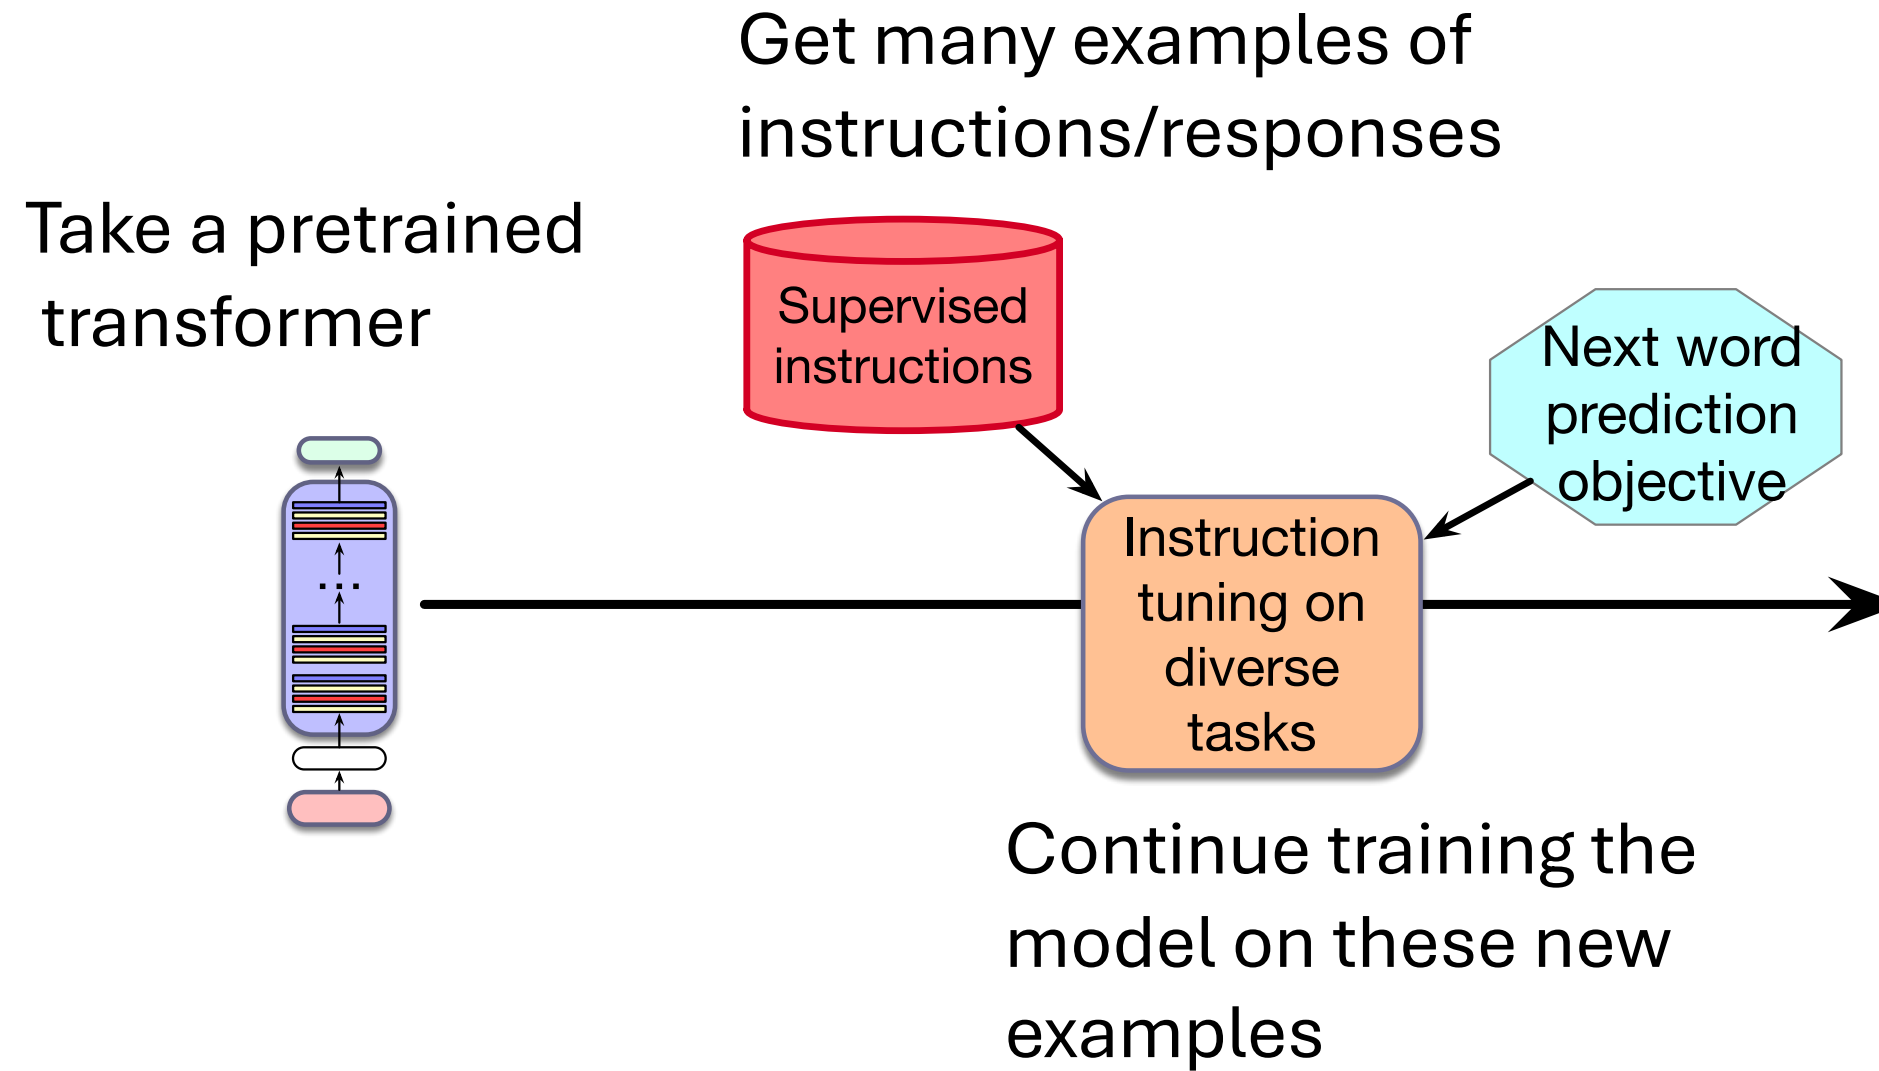 Get many examples of
instructions/responses
Take a pretrained
transformer
Supervised
instructions
Next word
prediction
objective
...
Instruction
tuning on
diverse
tasks
Continue training the
model on these new
examples